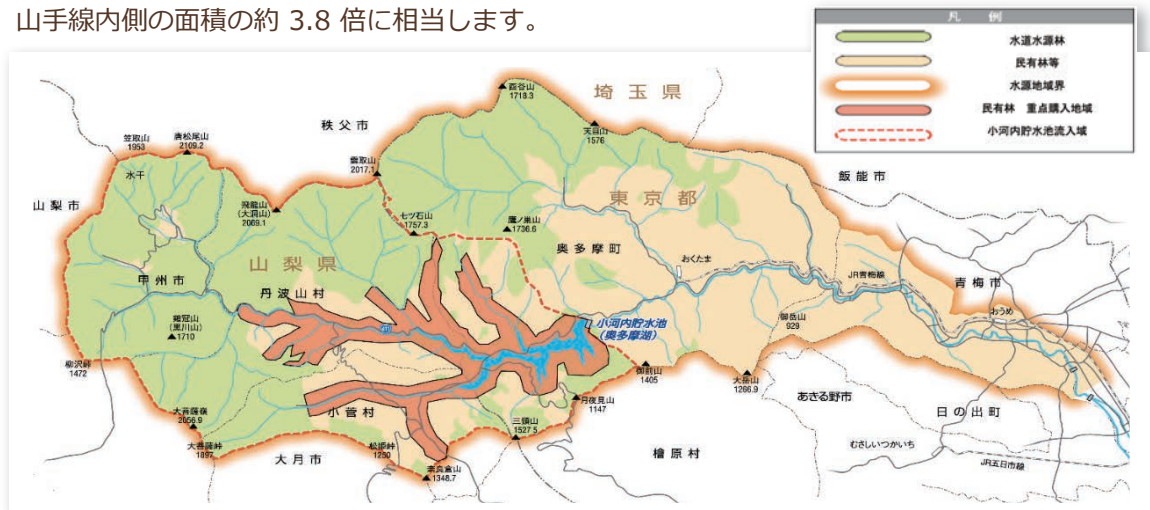 山手線内側の面積の約 3.8 倍に相当します。
凡 例
水道水源林
民有林等
水源地域界
民有林 重点購入地域
小河内貯水池流入域
埼玉県
酉谷山
1718.3
秩父市
天目山
1576
笠取山
1953
唐松尾山
2109.2
水干
雲取山
2017.1
飯能市
東京都
山梨市
飛龍山
(大洞山)
2069.1
七ツ石山
1757.3
鷹ノ巣山
1736.6
奥多摩町
おくたま
山梨県
甲州市
丹波山村
JR青梅線
青梅市
おうめ
鶏冠山
(黒川山)
1710
小河内貯水池
(奥多摩湖)
御岳山
929
柳沢峠
1472
御前山
1405
大岳山
1266.9
月夜見山
1147
あきる野市
日の出町
大菩薩嶺
2056.9
小菅村
三頭山
1527.5
大菩薩峠
1897
大月市
松姫峠
1250
奈良倉山
1348.7
檜原村
むさしいつかいち
JR五日市線